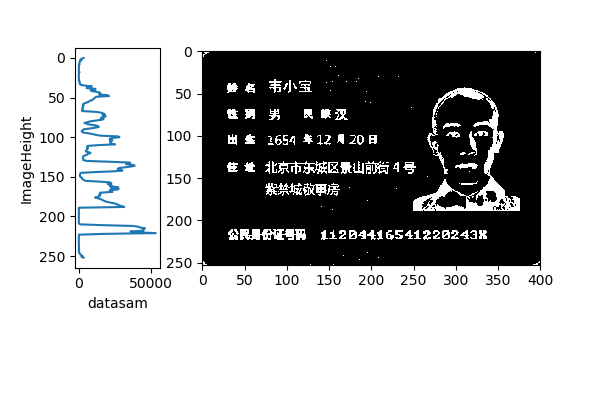 ImageHeight
0
50
100
150
200
250
0 50000
datasam
0
50
100
150
200
250
姓 名 韦小宝
性 别 男 民 族 汉
出 生 1654 年 12 月 20 日
住 址 北京市东城区景山前街 4 号
紫禁城敬事房
公民身份证号码 11204416541220243X
0 50 100 150 200 250 300 350 400